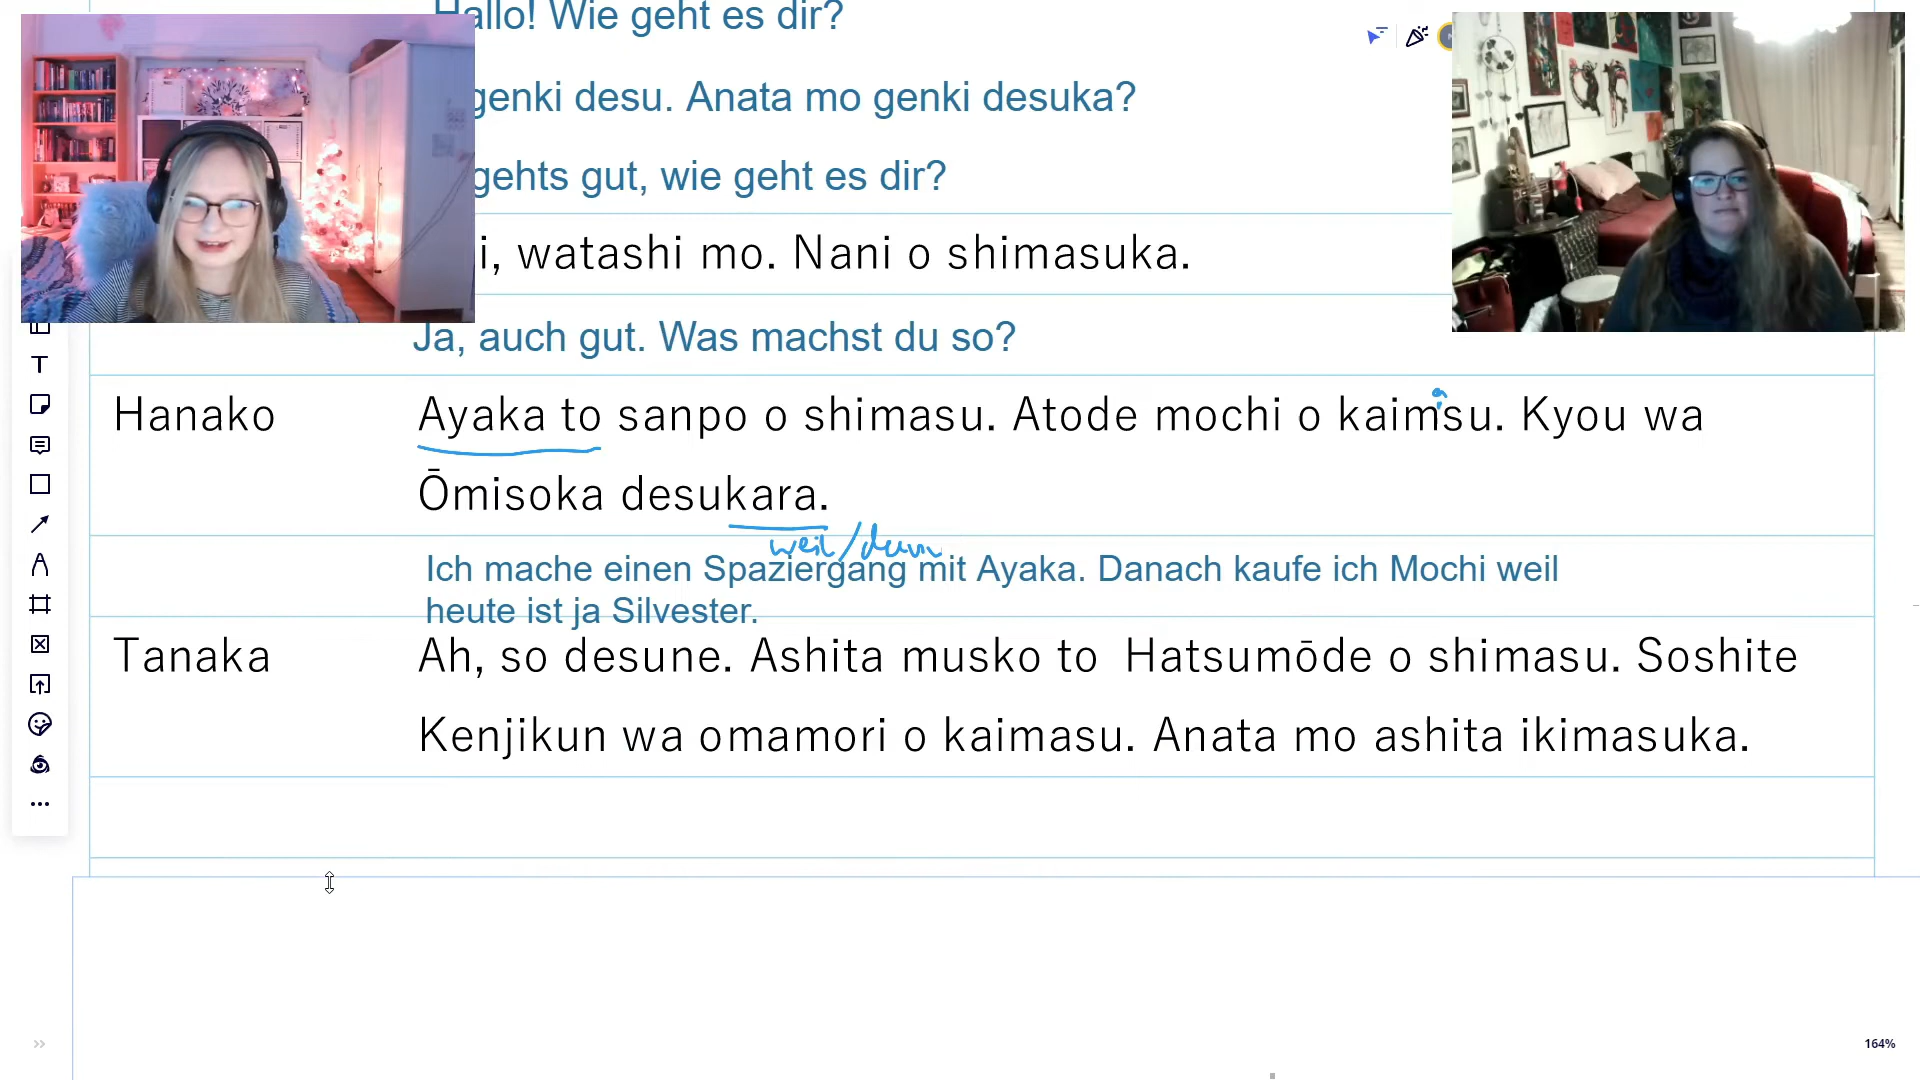 Hallo! Wie geht es dir?
genki desu. Anata mo genki desuka?
gehts gut, wie geht es dir?
i, watashi mo. Nani o shimasuka.
Ja, auch gut. Was machst du so?
Hanako Ayaka to sanpo o shimasu. Atode mochi o kaimsu. Kyou wa
a
Ōmisoka desukara.
weil/denn
Ich mache einen Spaziergang mit Ayaka. Danach kaufe ich Mochi weil
heute ist ja Silvester.
Tanaka Ah, so desune. Ashita musko to Hatsumōde o shimasu. Soshite
Kenjikun wa omamori o kaimasu. Anata mo ashita ikimasuka.
164%